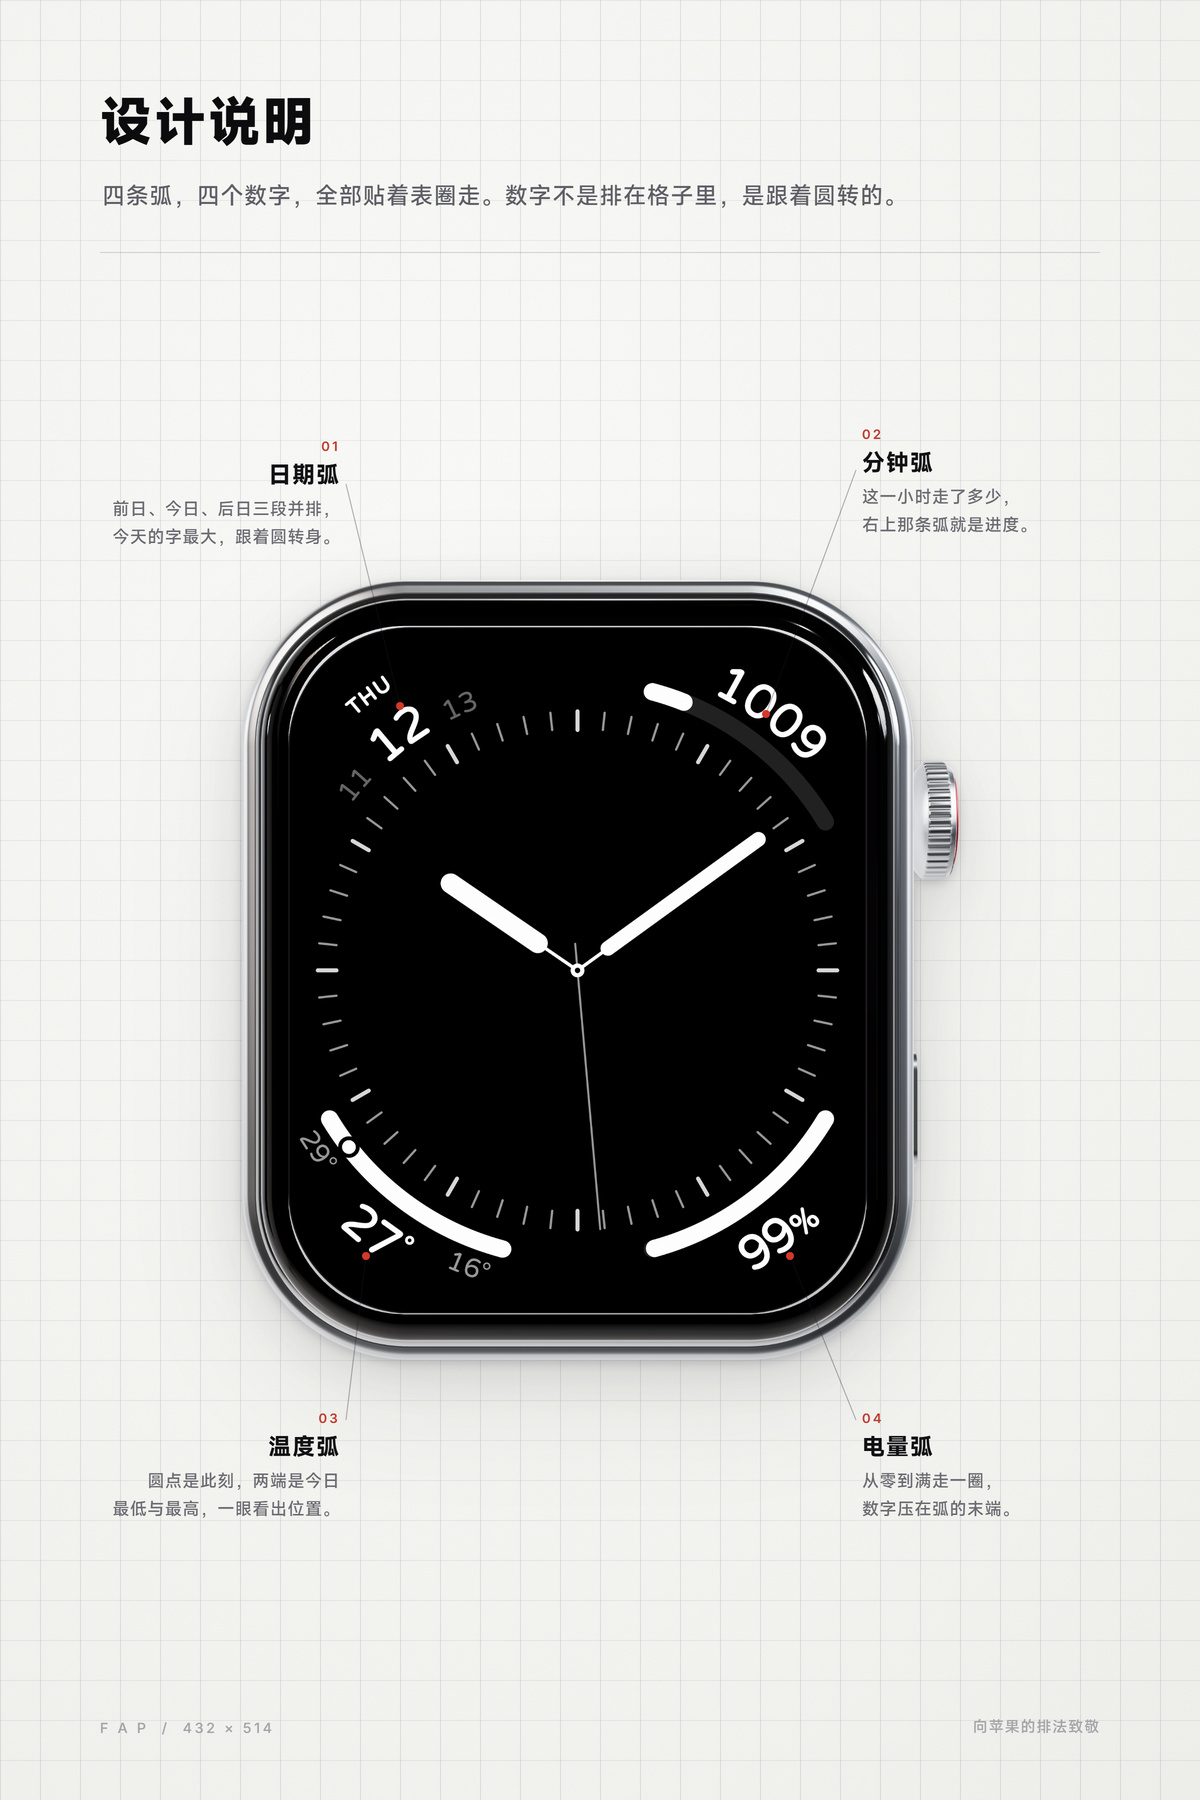 设计说明
四条弧，四个数字，全部贴着表圈走。数字不是排在格子里，是跟着圆转的。
01
日期弧
前日、今日、后日三段并排，
今天的字最大，跟着圆转身。
02
分钟弧
这一小时走了多少，
右上那条弧就是进度。
THU
11
12
13
1009
29°
27°
16°
99%
03
温度弧
圆点是此刻，两端是今日
最低与最高，一眼看出位置。
04
电量弧
从零到满走一圈，
数字压在弧的末端。
FAP / 432 × 514
向苹果的排法致敬